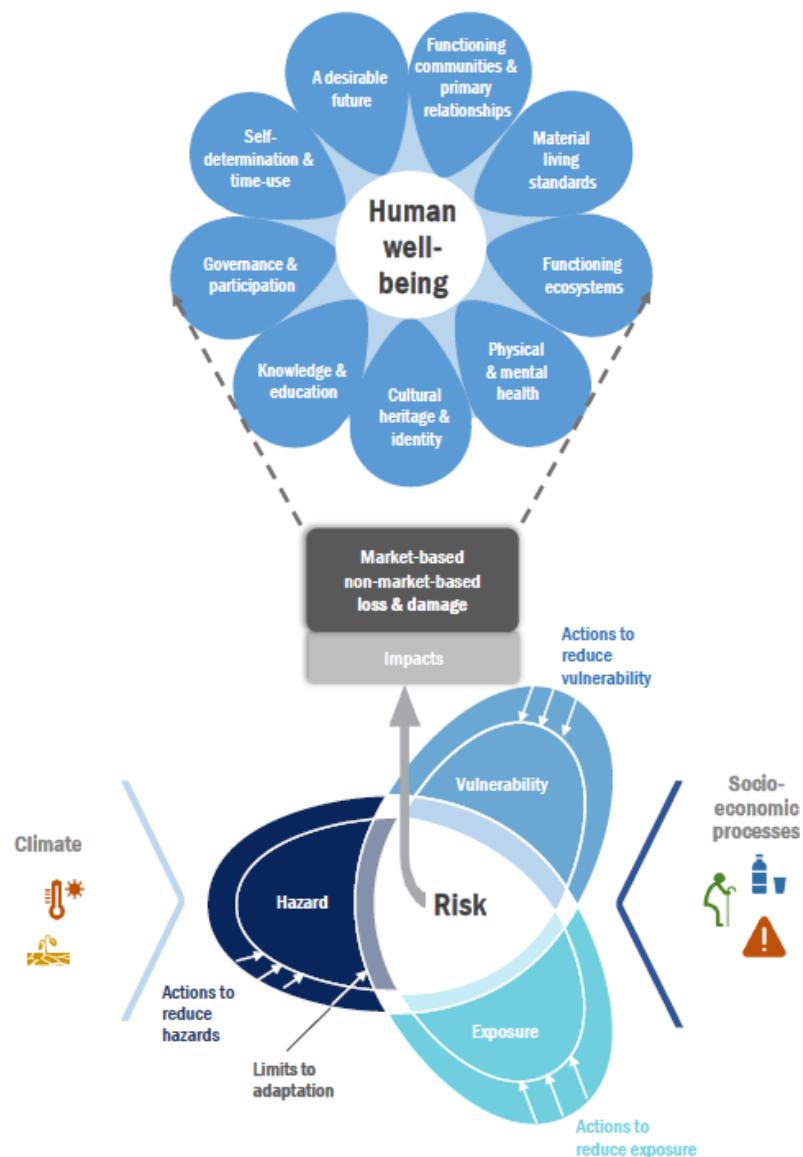 A desirable
future
Functioning
communities &
primary
relationships
Self-
determination &
time-use
Material
living
standards
Human
well-
being
Governance &
participation
Functioning
ecosystems
Knowledge &
education
Physical
& mental
health
Cultural
heritage &
identity
Market-based
non-market-based
loss & damage
Impacts
Actions to
reduce
vulnerability
Vulnerability
Climate
Socio-
economic
processes
Hazard
Risk
Actions to
reduce
hazards
Limits to
adaptation
Exposure
Actions to
reduce exposure